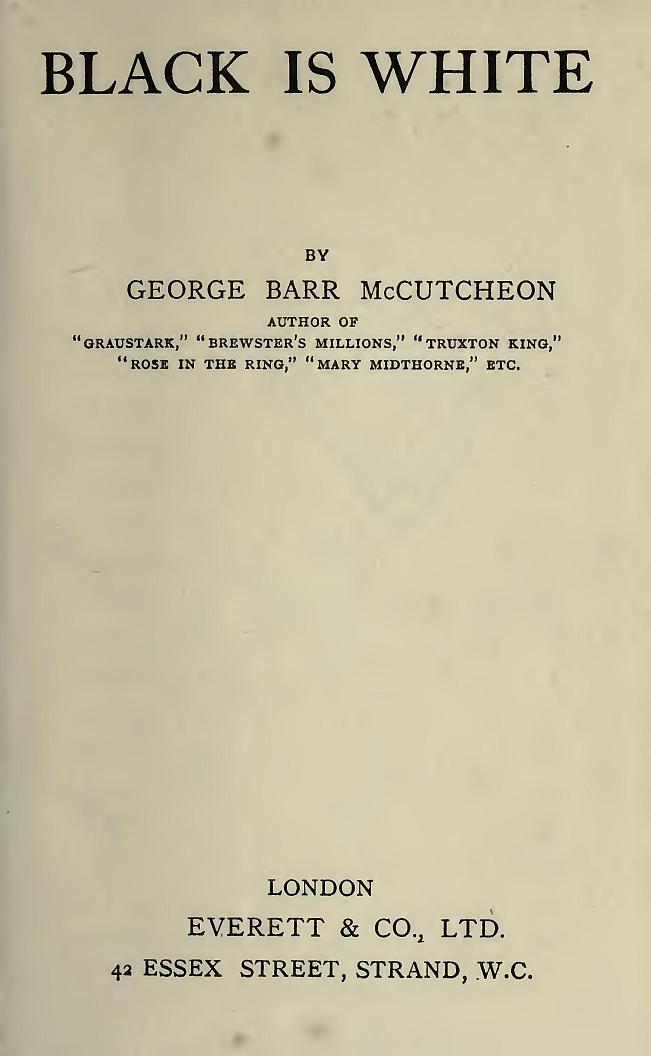 BLACK IS WHITE
BY
GEORGE BARR McCUTCHEON
AUTHOR OF
“GRAUSTARK,” “BREWSTER’S MILLIONS,” “TRUXTON KING,”
“ROSE IN THE RING,” “MARY MIDTHORNE,” ETC.
LONDON
EVERETT & CO., LTD.
42 ESSEX STREET, STRAND, W.C.